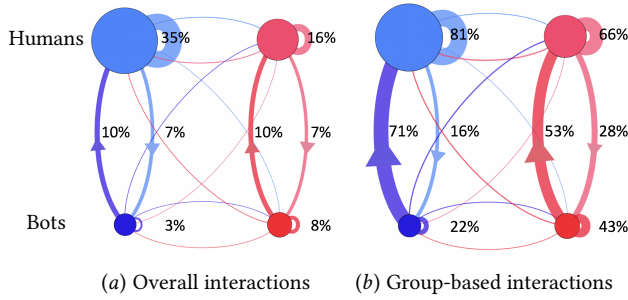 Humans 35% 16% 81% 66%
10% 7% 10% 7% 71% 16% 53% 28%
Bots 3% 8% 22% 43%
(a) Overall interactions (b) Group-based interactions